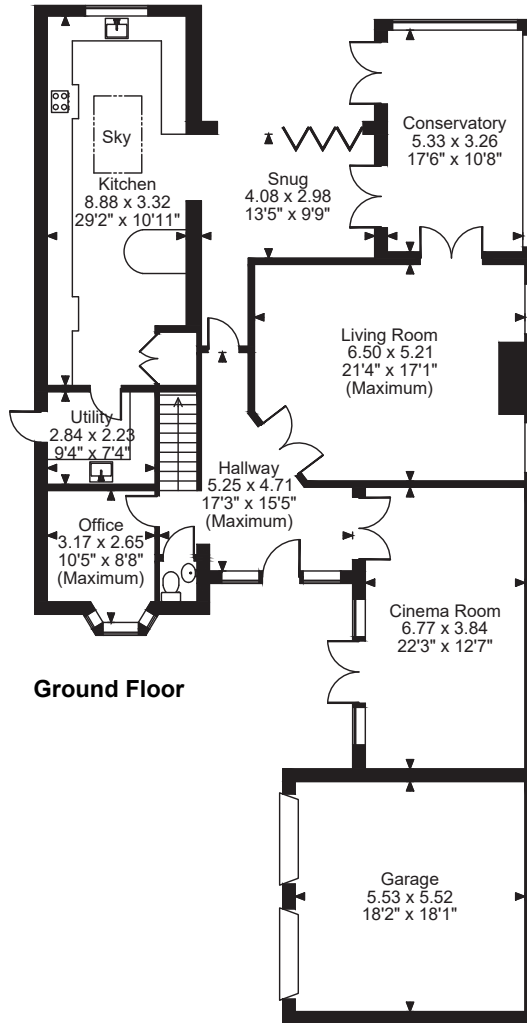 Sky
Kitchen
8.88 x 3.32
29'2" x 10'11"
Conservatory
5.33 x 3.26
17'6" x 10'8"
Snug
4.08 x 2.98
13'5" x 9'9"
Living Room
6.50 x 5.21
21'4" x 17'1"
(Maximum)
Utility
2.84 x 2.23
9'4" x 7'4"
Hallway
5.25 x 4.71
17'3" x 15'5"
(Maximum)
Office
3.17 x 2.65
10'5" x 8'8"
(Maximum)
Cinema Room
6.77 x 3.84
22'3" x 12'7"
Ground Floor
Garage
5.53 x 5.52
18'2" x 18'1"